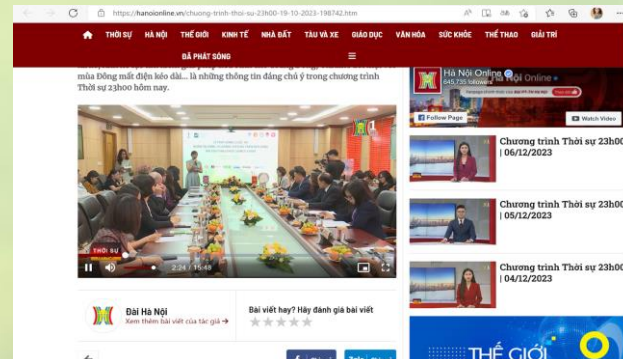 https://hanoionline.vn/chuong-trinh-thoi-su-23h00-19-10-2023-198742.htm
THỜI SỰ HÀ NỘI THẾ GIỚI KINH TẾ NHÀ ĐẤT TÀU VÀ XE GIÁO DỤC VĂN HÓA SỨC KHỎE THỂ THAO GIẢI TRÍ
ĐÃ PHÁT SÓNG
mùa Đông mất điện kéo dài... là những thông tin đáng chú ý trong chương trình
Thời sự 23h00 hôm nay.
THỜI SỰ
2:24 / 15:48
Đài Hà Nội
Xem thêm bài viết của tác giả
Bài viết hay? Hãy đánh giá bài viết
Hà Nội Online
645,735 followers
Hà Nội Online
Follow Page
Watch Video
Chương trình Thời sự 23h00
| 06/12/2023
Chương trình Thời sự 23h00
| 05/12/2023
Chương trình Thời sự 23h00
| 04/12/2023
THẾ GIỚI